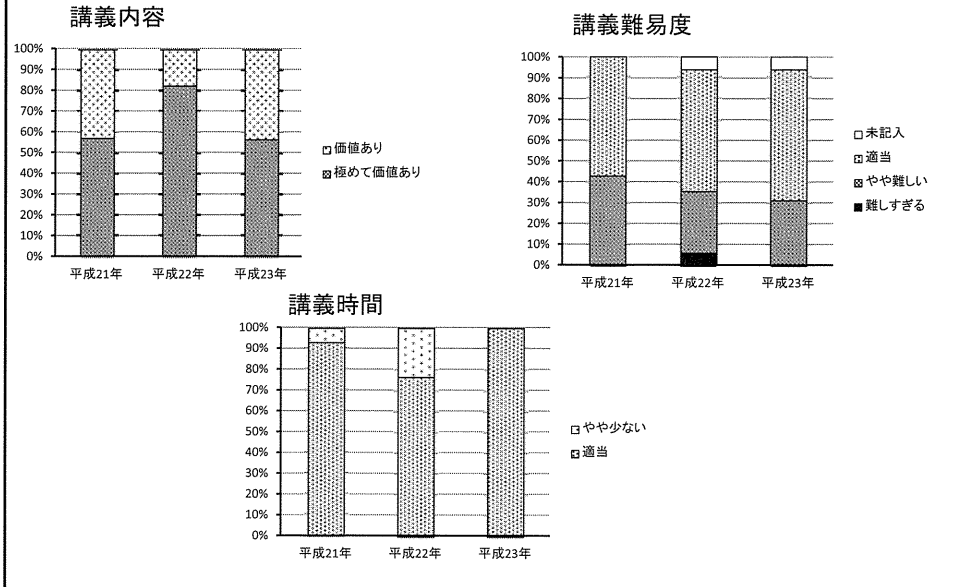 講義内容
100%
90%
80%
70%
60%
50%
40%
30%
20%
10%
0%
平成21年 平成22年 平成23年
価値あり
極めて価値あり
講義難易度
100%
90%
80%
70%
60%
50%
40%
30%
20%
10%
0%
平成21年 平成22年 平成23年
未記入
適当
やや難しい
難しすぎる
講義時間
100%
90%
80%
70%
60%
50%
40%
30%
20%
10%
0%
平成21年 平成22年 平成23年
やや少ない
適当